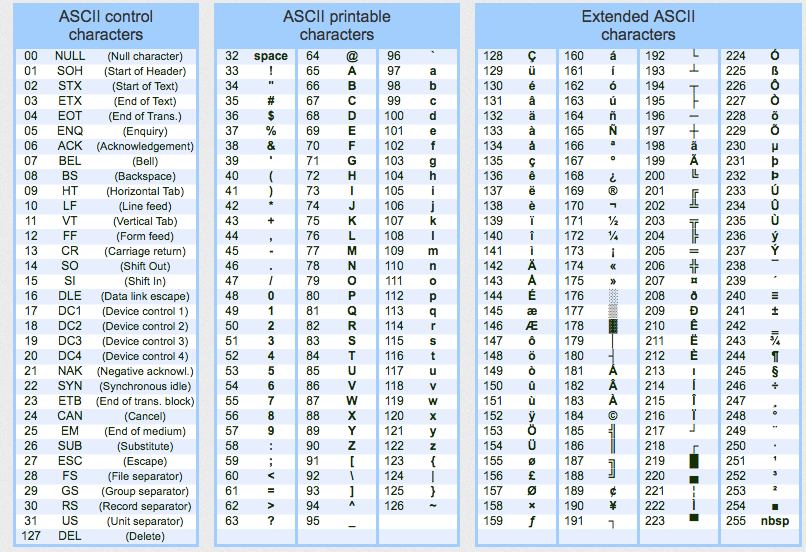 ASCII control
characters
00 NULL (Null character)
01 SOH (Start of Header)
02 STX (Start of Text)
03 ETX (End of Text)
04 EOT (End of Trans.)
05 ENQ (Enquiry)
06 ACK (Acknowledgement)
07 BEL (Bell)
08 BS (Backspace)
09 HT (Horizontal Tab)
10 LF (Line feed)
11 VT (Vertical Tab)
12 FF (Form feed)
13 CR (Carriage return)
14 SO (Shift Out)
15 SI (Shift In)
16 DLE (Data link escape)
17 DC1 (Device control 1)
18 DC2 (Device control 2)
19 DC3 (Device control 3)
20 DC4 (Device control 4)
21 NAK (Negative acknowl.)
22 SYN (Synchronous idle)
23 ETB (End of trans. block)
24 CAN (Cancel)
25 EM (End of medium)
26 SUB (Substitute)
27 ESC (Escape)
28 FS (File separator)
29 GS (Group separator)
30 RS (Record separator)
31 US (Unit separator)
127 DEL (Delete)
ASCII printable
characters
32 space 64 @ 96 `
33 ! 65 A 97 a
34 " 66 B 98 b
35 # 67 C 99 c
36 $ 68 D 100 d
37 % 69 E 101 e
38 & 70 F 102 f
39 ' 71 G 103 g
40 ( 72 H 104 h
41 ) 73 I 105 i
42 * 74 J 106 j
43 + 75 K 107 k
44 , 76 L 108 l
45 - 77 M 109 m
46 . 78 N 110 n
47 / 79 O 111 o
48 0 80 P 112 p
49 1 81 Q 113 q
50 2 82 R 114 r
51 3 83 S 115 s
52 4 84 T 116 t
53 5 85 U 117 u
54 6 86 V 118 v
55 7 87 W 119 w
56 8 88 X 120 x
57 9 89 Y 121 y
58 : 90 Z 122 z
59 ; 91 [ 123 {
60 < 92 \ 124 |
61 = 93 ] 125 }
62 > 94 ^ 126 ~
63 ? 95 _
Extended ASCII
characters
128 Ç 160 á 192 └ 224 Ó
129 ü 161 í 193 ┴ 225 ß
130 é 162 ó 194 ┬ 226 Ô
131 â 163 ú 195 ├ 227 Ò
132 ä 164 ñ 196 ─ 228 õ
133 à 165 Ñ 197 ┼ 229 Õ
134 å 166 ª 198 ã 230 µ
135 ç 167 º 199 Ã 231 þ
136 ê 168 ¿ 200 ╚ 232 Þ
137 ë 169 ® 201 ╔ 233 Ú
138 è 170 ¬ 202 ╩ 234 Û
139 ï 171 ½ 203 ╦ 235 Ù
140 î 172 ¼ 204 ╠ 236 ý
141 ì 173 ¡ 205 ═ 237 Ý
142 Ä 174 « 206 ╬ 238 ¯
143 Å 175 » 207 ¤ 239 ´
144 É 176 ░ 208 ð 240 ≡
145 æ 177 ▒ 209 Ð 241 ±
146 Æ 178 ▓ 210 Ê 242 ‗
147 ô 179 │ 211 Ë 243 ¾
148 ö 180 ┤ 212 È 244 ¶
149 ò 181 Á 213 ı 245 §
150 û 182 Â 214 Í 246 ÷
151 ù 183 À 215 Î 247 ¸
152 ÿ 184 © 216 Ï 248 °
153 Ö 185 ╣ 217 ┘ 249 ¨
154 Ü 186 ║ 218 ┌ 250 ·
155 ø 187 ╗ 219 █ 251 ¹
156 £ 188 ╝ 220 ▄ 252 ³
157 Ø 189 ¢ 221 ¦ 253 ²
158 × 190 ¥ 222 Ì 254 ■
159 ƒ 191 ┐ 223 ▀ 255 nbsp